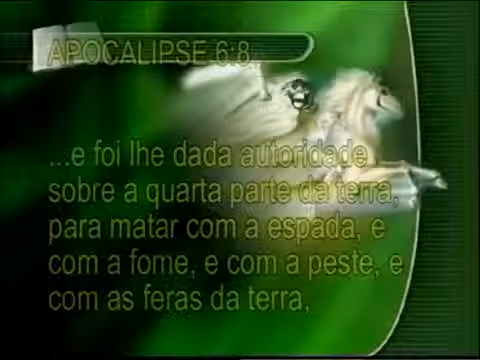 APOCALIPSE 6:8.
...e foi lhe dada autoridade
sobre a quarta parte da terra,
para matar com a espada, e
com a fome, e com a peste, e
com as feras da terra,